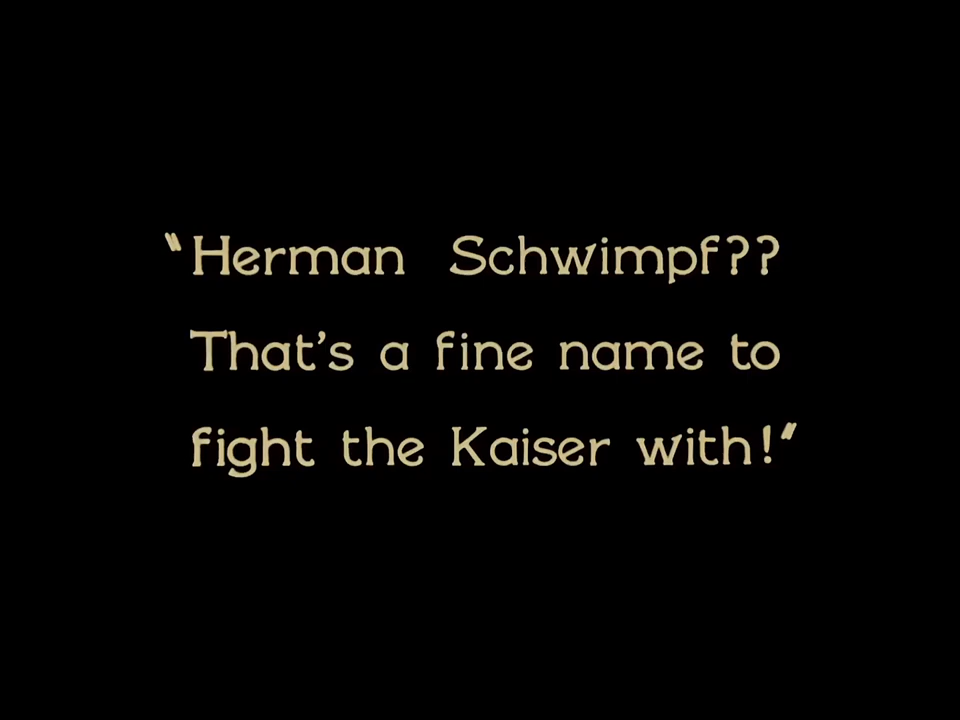 "Herman Schwimpf??
That's a fine name to
fight the Kaiser with!"